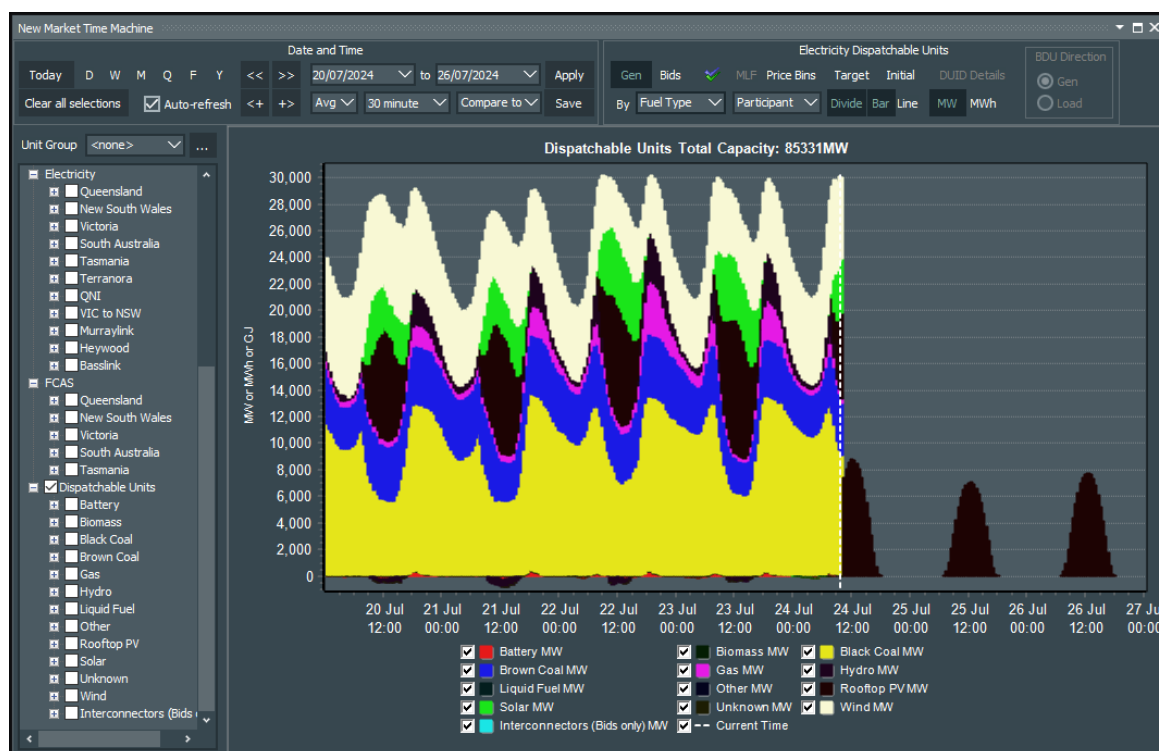 New Market Time Machine
Date and Time
Electricity Dispatchable Units
BDU Direction
Today D W M Q F Y << >> 20/07/2024 to 26/07/2024 Apply
Gen Bids MLF Price Bins Target Initial DUID Details
Gen
Clear all selections Auto-refresh <+ +> Avg 30 minute Compare to Save
By Fuel Type Participant Divide Bar Line MW MWh
Load
Unit Group <none> ...
Electricity
Queensland
New South Wales
Victoria
South Australia
Tasmania
Terranora
QNI
VIC to NSW
Murraylink
Heywood
Basslink
FCAS
Queensland
New South Wales
Victoria
South Australia
Tasmania
Dispatchable Units
Battery
Biomass
Black Coal
Brown Coal
Gas
Hydro
Liquid Fuel
Other
Rooftop PV
Solar
Unknown
Wind
Interconnectors (Bids
Dispatchable Units Total Capacity: 85331MW
MW or MWh or GJ
30,000
28,000
26,000
24,000
22,000
20,000
18,000
16,000
14,000
12,000
10,000
8,000
6,000
4,000
2,000
0
20 Jul 21 Jul 21 Jul 22 Jul 22 Jul 23 Jul 23 Jul 24 Jul 24 Jul 25 Jul 25 Jul 26 Jul 26 Jul 27 Ju
12:00 00:00 12:00 00:00 12:00 00:00 12:00 00:00 12:00 00:00 12:00 00:00 12:00 00:00
Battery MW Biomass MW Black Coal MW
Brown Coal MW Gas MW Hydro MW
Liquid Fuel MW Other MW Rooftop PV MW
Solar MW Unknown MW Wind MW
Interconnectors (Bids only) MW Current Time